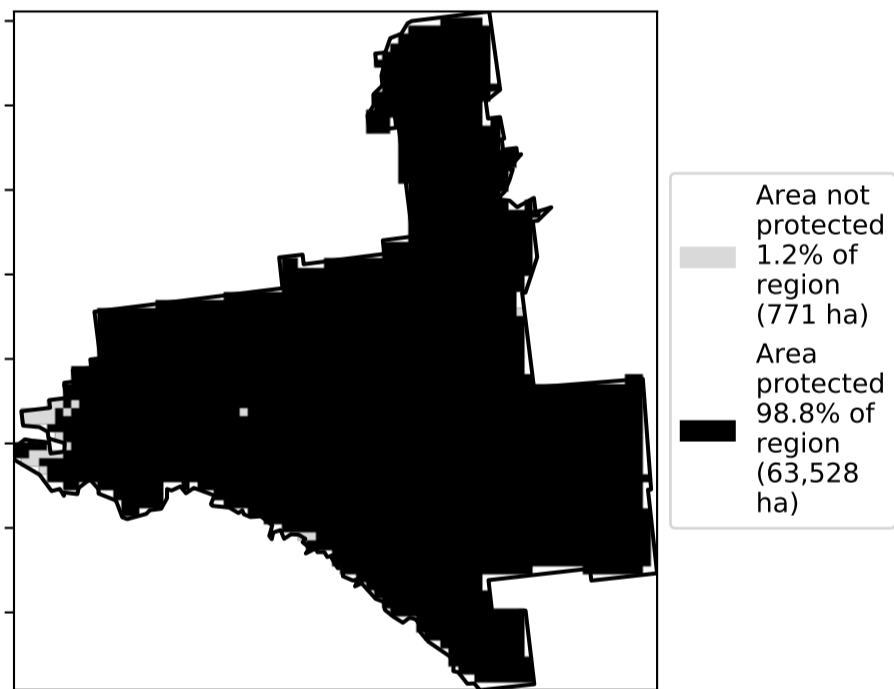 Area not
protected
1.2% of
region
(771 ha)
Area
protected
98.8% of
region
(63,528
ha)